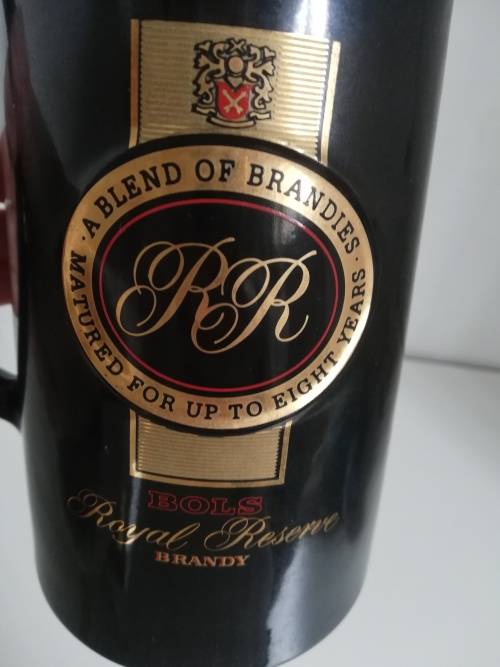 · A BLEND OF BRANDIES ·
MATURED FOR UP TO EIGHT YEARS
RR
BOLS
Royal Reserve
BRANDY